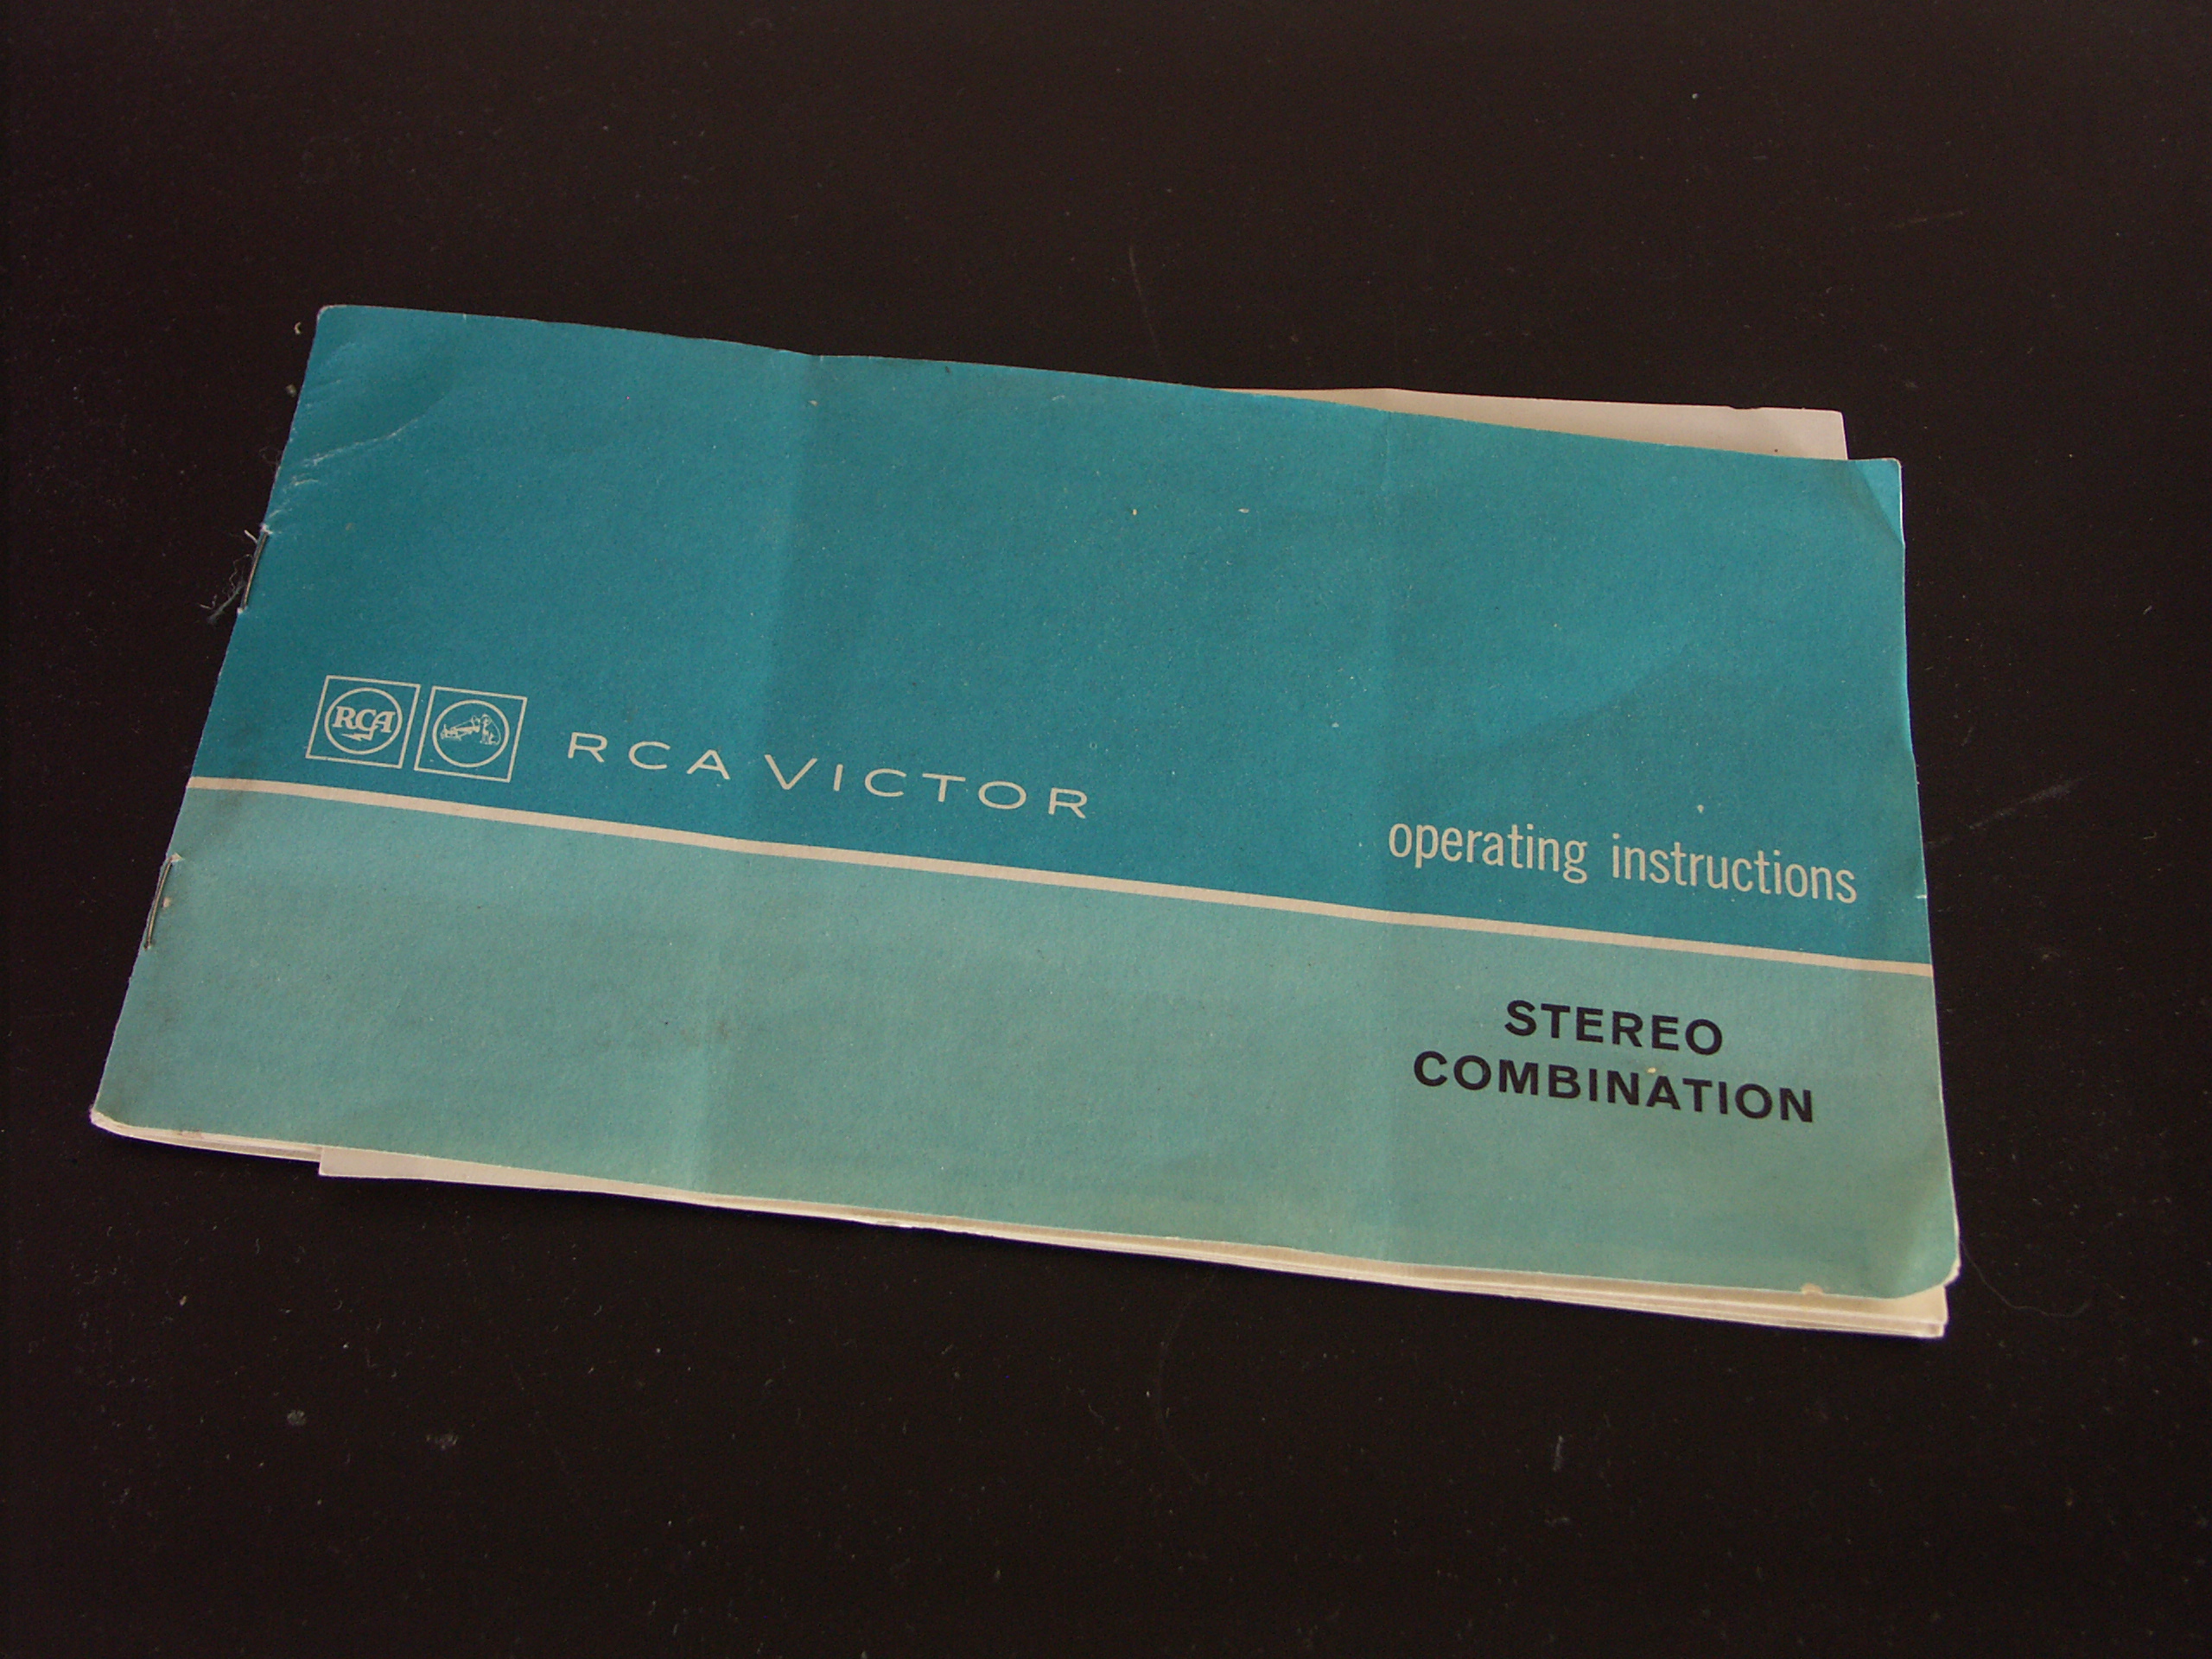 RCA
RCA VICTOR
operating instructions
STEREO
COMBINATION